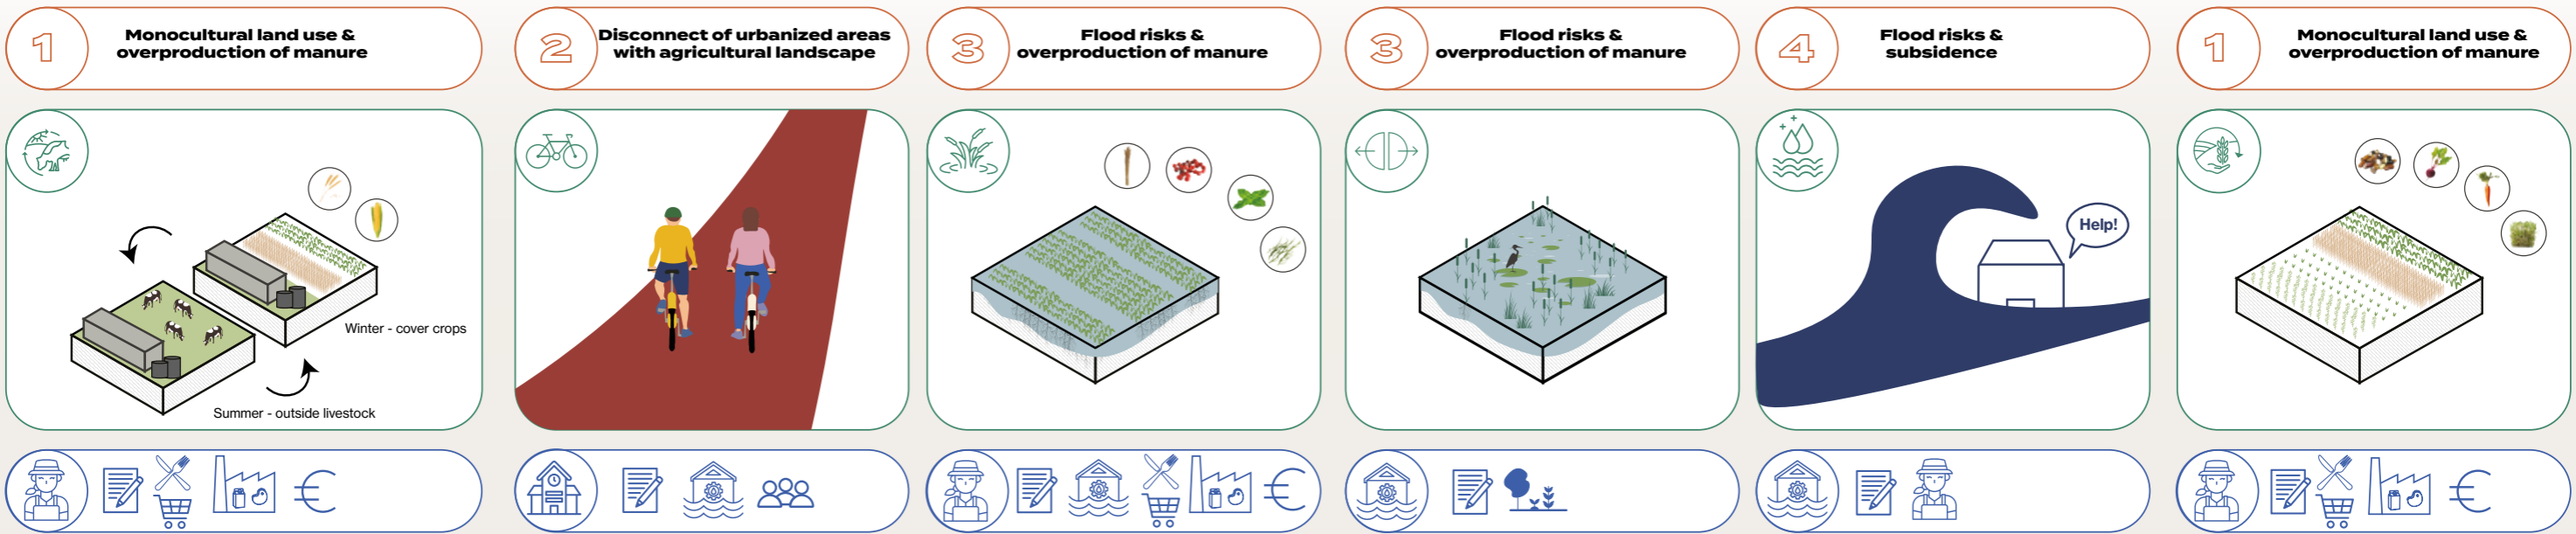 1
Monocultural land use &
overproduction of manure
2
Disconnect of urbanized areas
with agricultural landscape
3
Flood risks &
overproduction of manure
3
Flood risks &
overproduction of manure
4
Flood risks &
subsidence
1
Monocultural land use &
overproduction of manure
Winter - cover crops
Summer - outside livestock
Help!